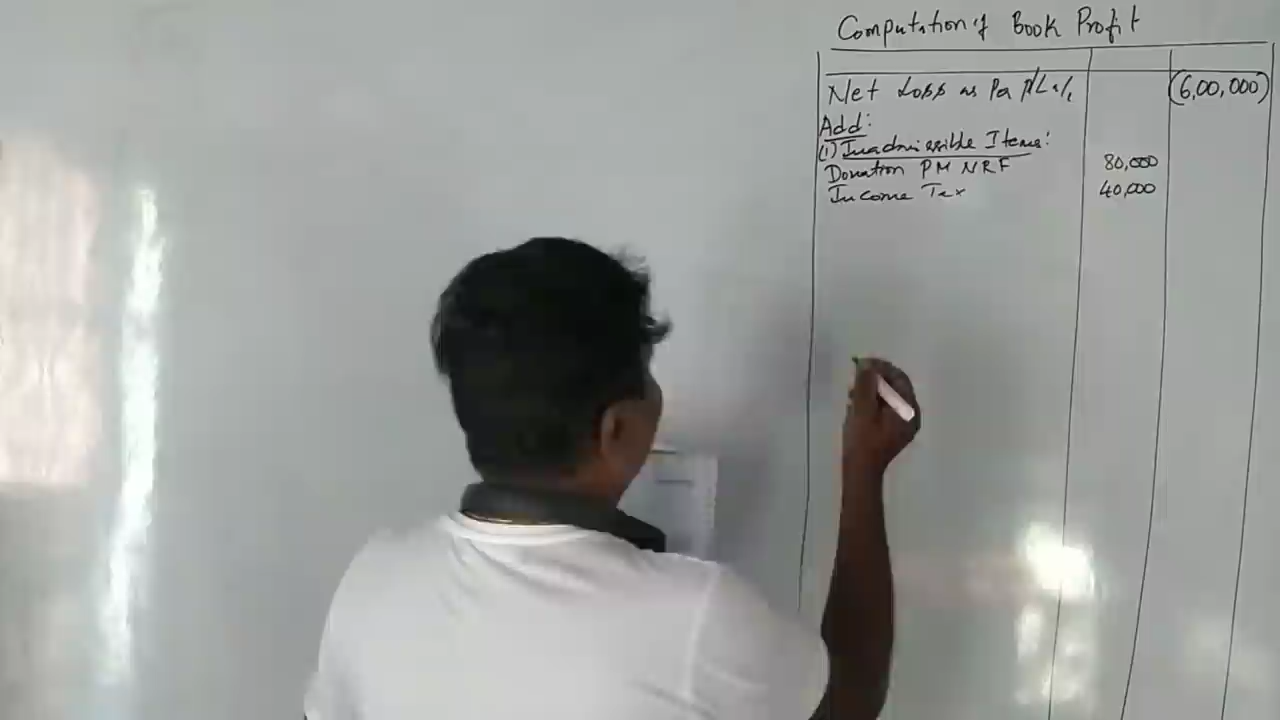 Computation of Book Profit
Net Loss as Per P/L a/c (6,00,000)
Add:
(1) Inadmissible Items:
Donation PM NRF 80,000
Income Tax 40,000